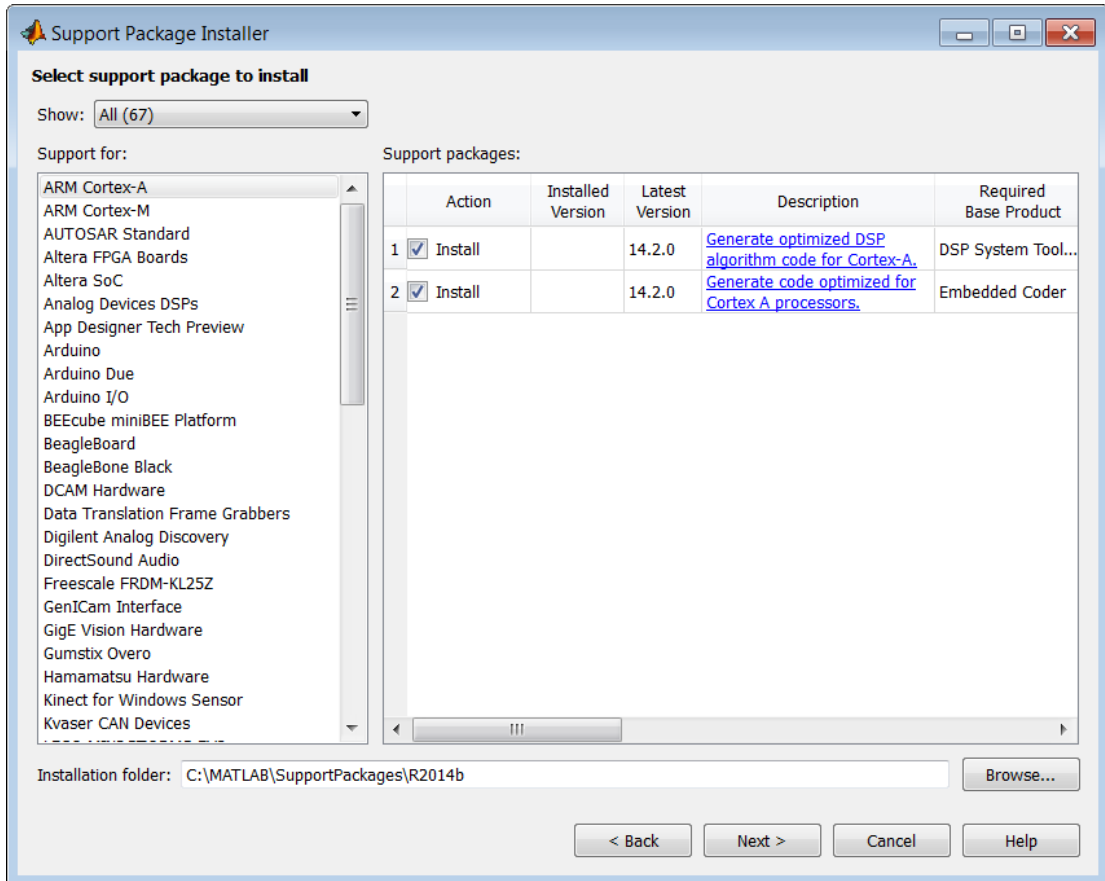 Support Package Installer
Select support package to install
Show: All (67)
Support for:
ARM Cortex-A
ARM Cortex-M
AUTOSAR Standard
Altera FPGA Boards
Altera SoC
Analog Devices DSPs
App Designer Tech Preview
Arduino
Arduino Due
Arduino I/O
BEEcube miniBEE Platform
BeagleBoard
BeagleBone Black
DCAM Hardware
Data Translation Frame Grabbers
Digilent Analog Discovery
DirectSound Audio
Freescale FRDM-KL25Z
GenICam Interface
GigE Vision Hardware
Gumstix Overo
Hamamatsu Hardware
Kinect for Windows Sensor
Kvaser CAN Devices
Support packages:
Action Installed Version Latest Version Description Required Base Product
1 Install 14.2.0 Generate optimized DSP algorithm code for Cortex-A. DSP System Tool...
2 Install 14.2.0 Generate code optimized for Cortex A processors. Embedded Coder
Installation folder: C:\MATLAB\SupportPackages\R2014b
Browse...
< Back Next > Cancel Help